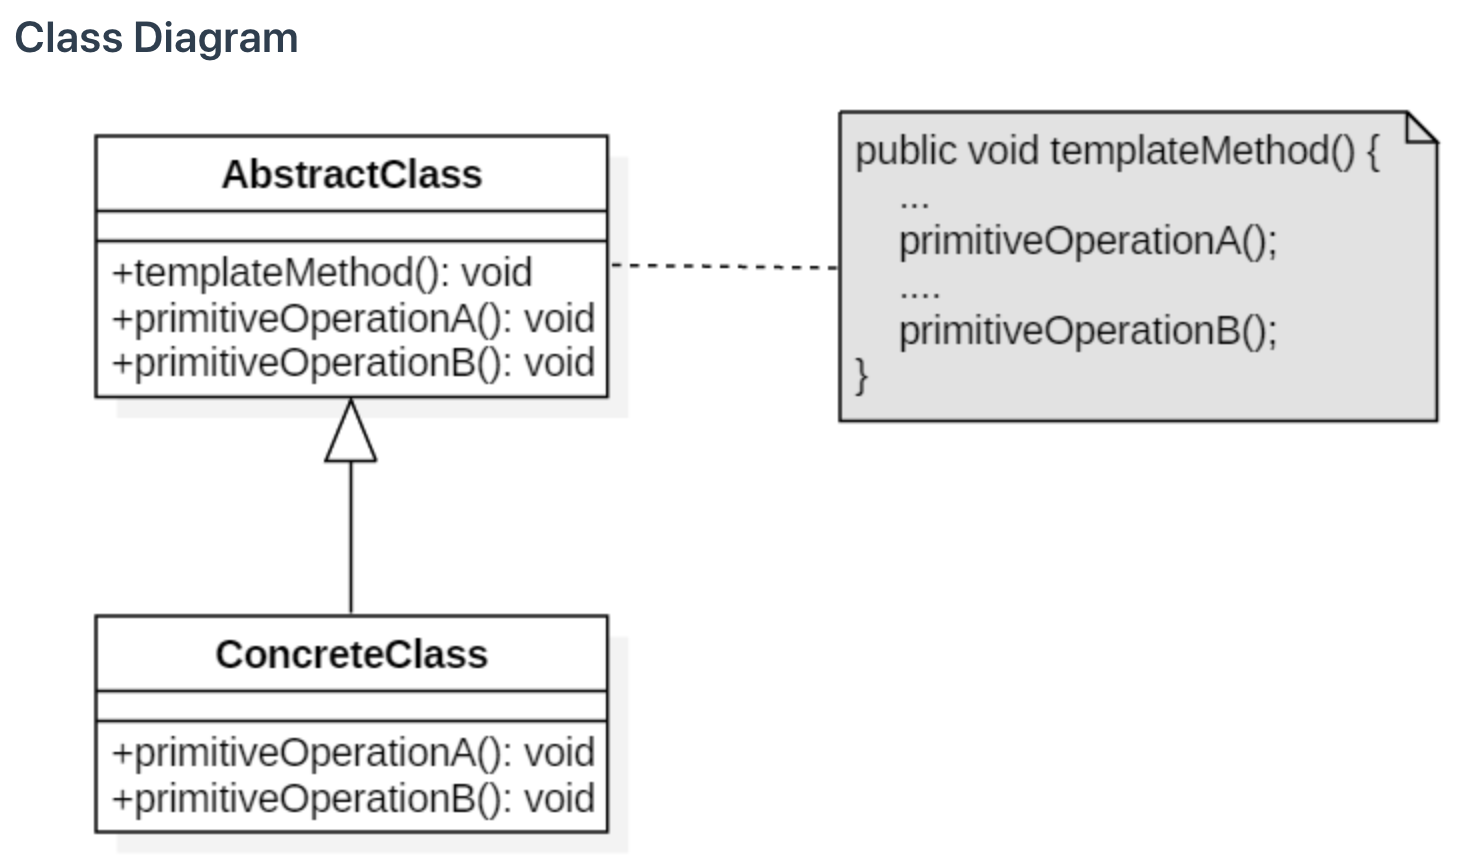 Class Diagram
AbstractClass
+templateMethod(): void
+primitiveOperationA(): void
+primitiveOperationB(): void
public void templateMethod() {
...
primitiveOperationA();
....
primitiveOperationB();
}
ConcreteClass
+primitiveOperationA(): void
+primitiveOperationB(): void